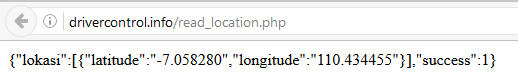 drivercontrol.info/read_location.php
{"lokasi":[{"latitude":"-7.058280","longitude":"110.434455"}],"success":1}